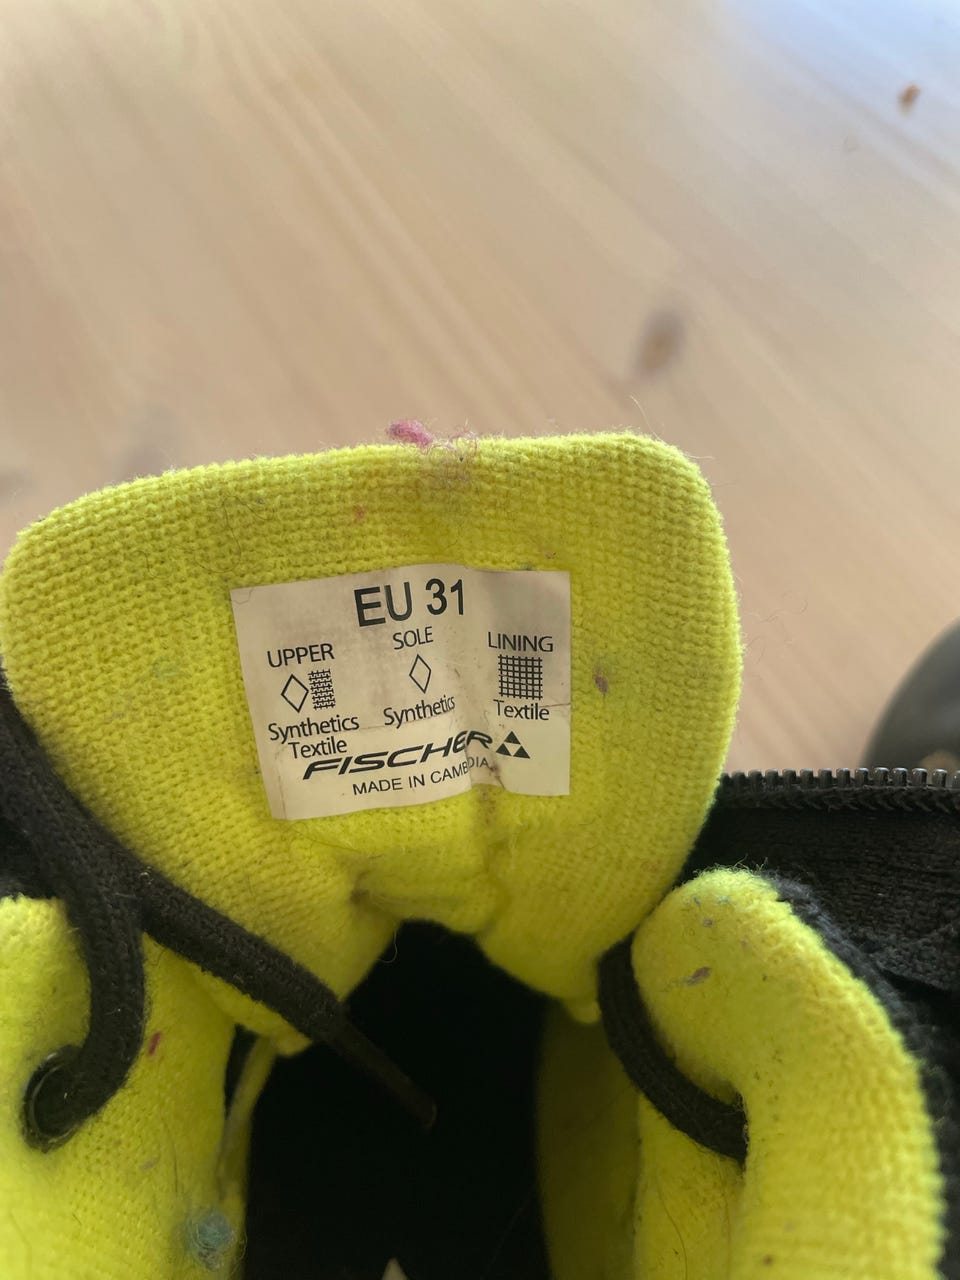 EU 31
UPPER SOLE LINING
Synthetics Synthetics Textile
Textile
FISCHER
MADE IN CAMBODIA